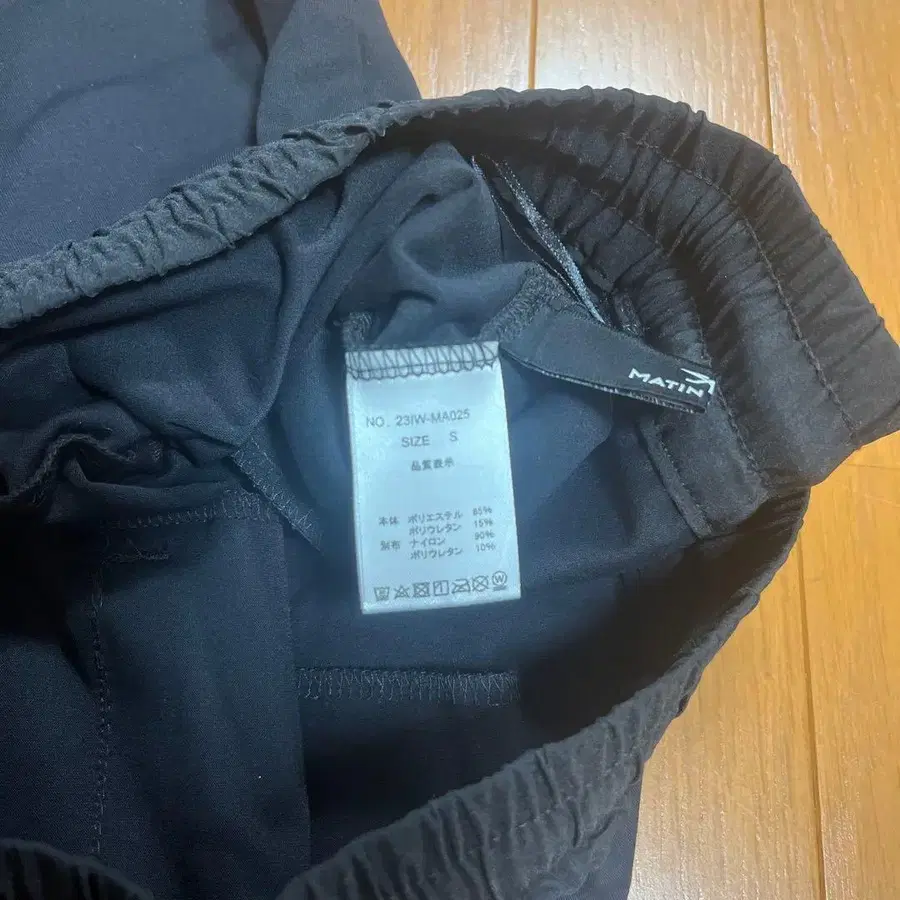 NO. 23IW-MA025
SIZE S
品質表示
本体 ポリエステル 85%
ポリウレタン 15%
別布 ナイロン 90%
ポリウレタン 10%
W
MATIN